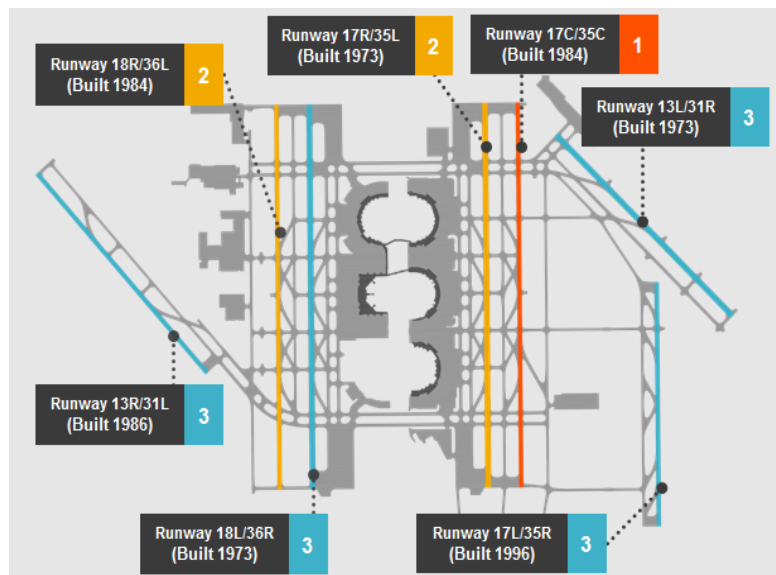 Runway 17R/35L
(Built 1973)
2
Runway 17C/35C
(Built 1984)
1
Runway 18R/36L
(Built 1984)
2
Runway 13L/31R
(Built 1973)
3
Runway 13R/31L
(Built 1986)
3
Runway 18L/36R
(Built 1973)
3
Runway 17L/35R
(Built 1996)
3